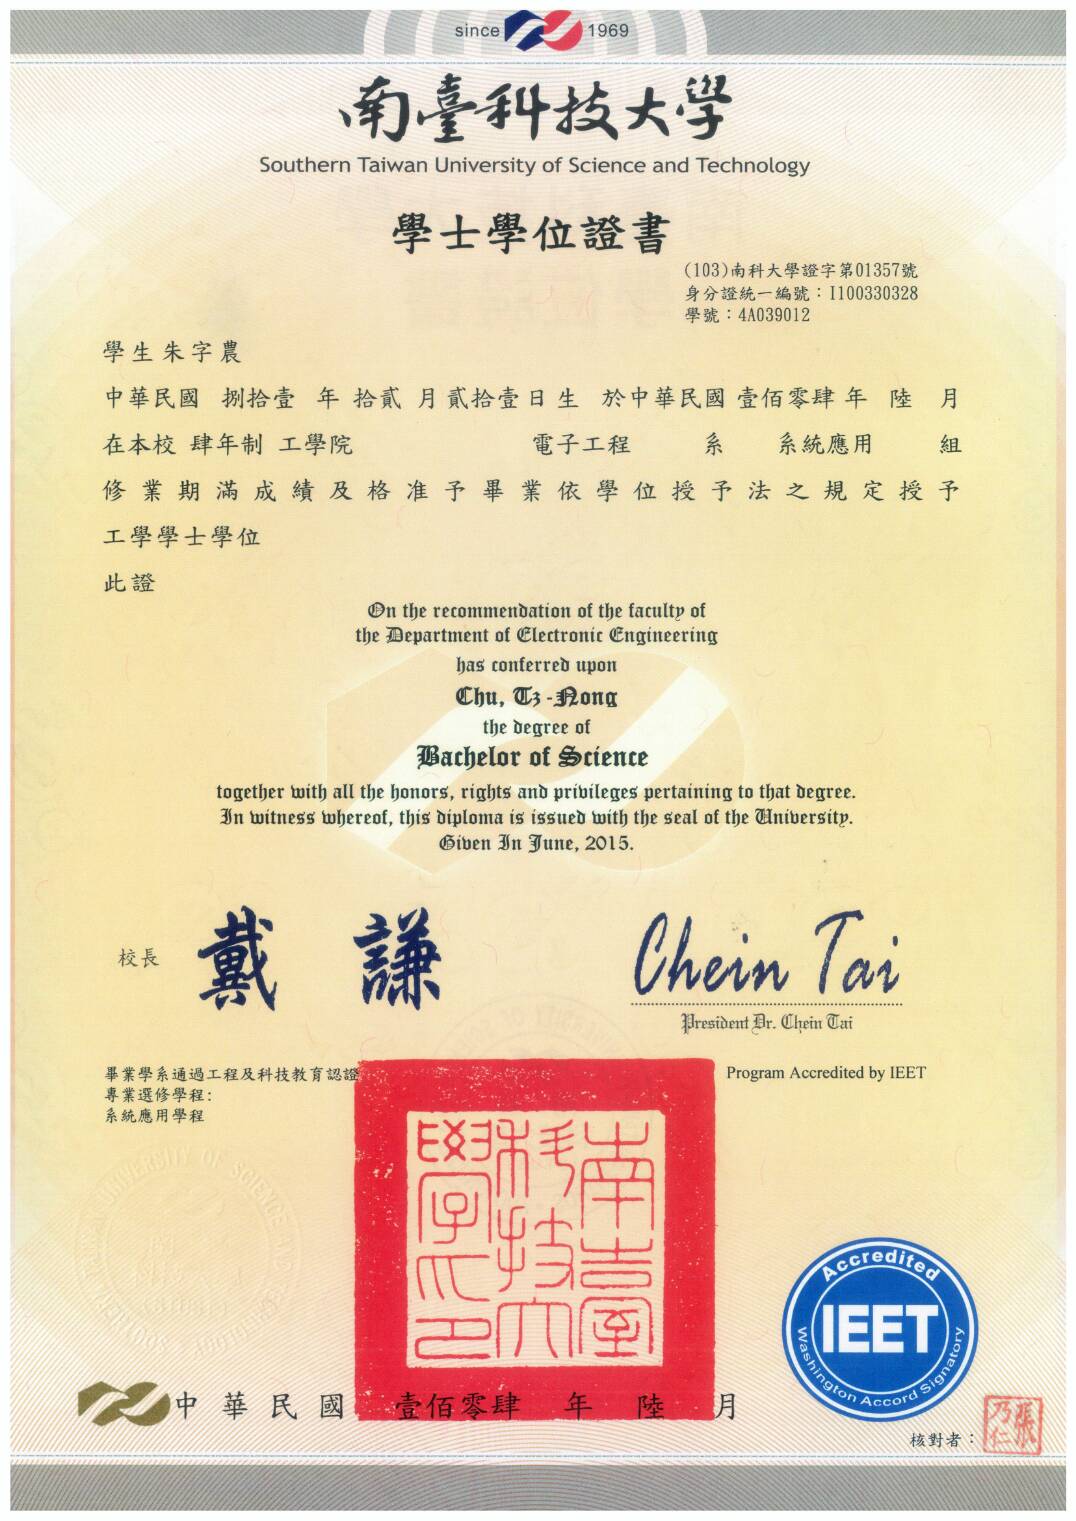 since 1969
南臺科技大學
Southern Taiwan University of Science and Technology
學士學位證書
(103)南科大學證字第01357號
身分證統一編號：I100330328
學號：4A039012
學生朱字農
中華民國 捌拾壹 年 拾貳 月 貳拾壹日 生 於中華民國 壹佰零肆 年 陸 月
在本校 肆年制 工學院 電子工程 系 系統應用 組
修業期滿成績及格准予畢業依學位授予法之規定授予
工學學士學位
此證
On the recommendation of the faculty of
the Department of Electronic Engineering
has conferred upon
Chu, Tz-Nong
the degree of
Bachelor of Science
together with all the honors, rights and privileges pertaining to that degree.
In witness whereof, this diploma is issued with the seal of the University.
Given In June, 2015.
校長 戴謙
Chein Tai
President Dr. Chein Tai
畢業學系通過工程及科技教育認證
Program Accredited by IEET
專業選修學程：
系統應用學程
南臺科技大學印
Accredited
IEET
Washington Accord Signatory
中華民國 壹佰零肆 年 陸 月
核對者：
張乃仁